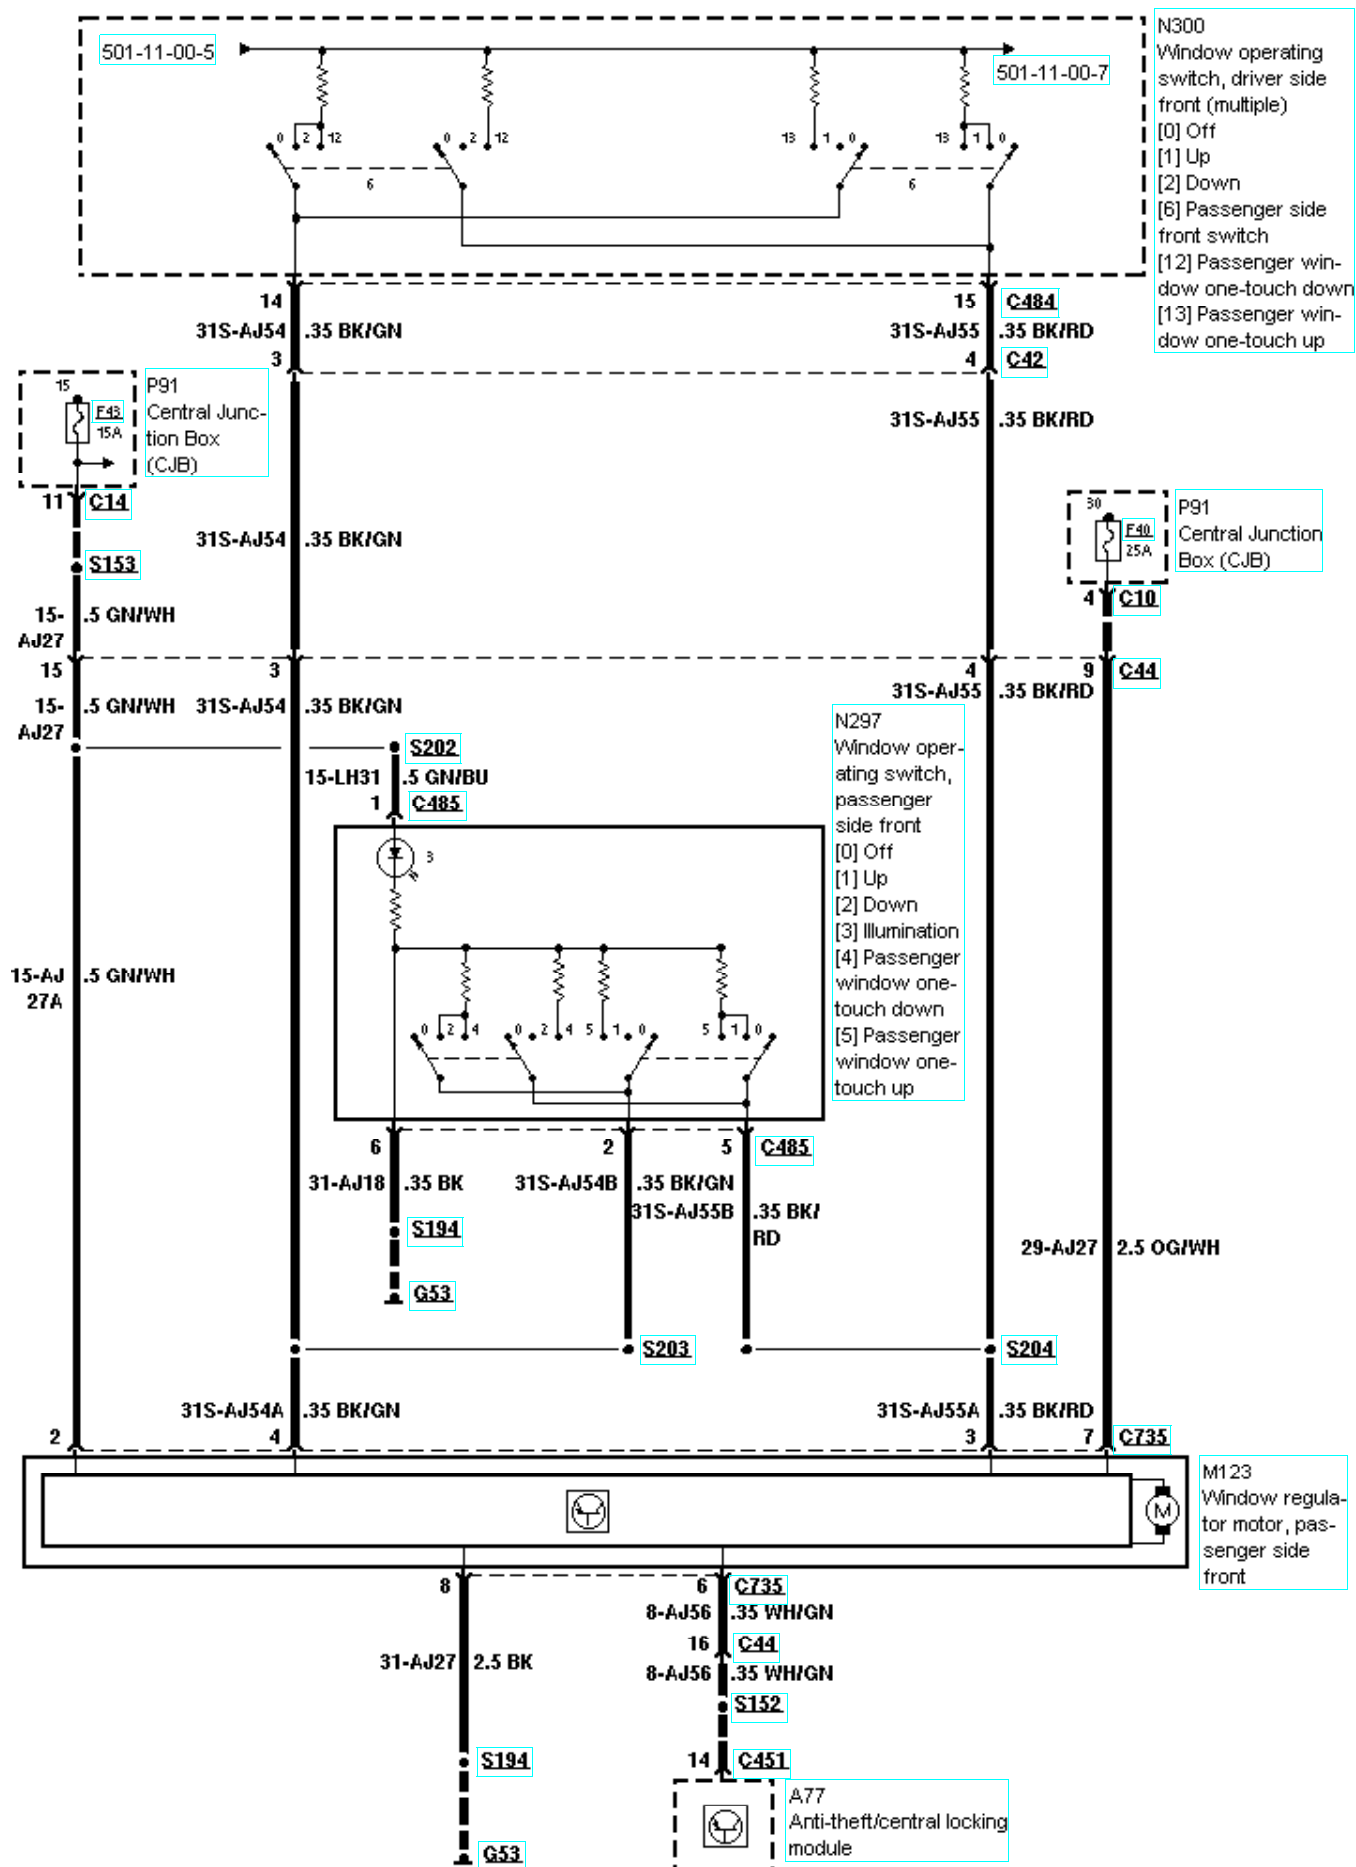 501-11-00-5
501-11-00-7
N300
Window operating
switch, driver side
front (multiple)
[0] Off
[1] Up
[2] Down
[6] Passenger side
front switch
[12] Passenger win-
dow one-touch down
[13] Passenger win-
dow one-touch up
0 2 12
0 2 12
13 1 0
13 1 0
6
6
14
15 C484
31S-AJ54 .35 BK/GN
31S-AJ55 .35 BK/RD
3
4 C42
15
F43
15A
P91
Central Junc-
tion Box
(CJB)
31S-AJ55 .35 BK/RD
11 C14
30
F40
25A
P91
Central Junction
Box (CJB)
31S-AJ54 .35 BK/GN
S153
4 C10
15-
AJ27
.5 GN/WH
15
3
4
9 C44
15-
AJ27
.5 GN/WH
31S-AJ54 .35 BK/GN
31S-AJ55 .35 BK/RD
S202
15-LH31 .5 GN/BU
1 C485
N297
Window oper-
ating switch,
passenger
side front
[0] Off
[1] Up
[2] Down
[3] Illumination
[4] Passenger
window one-
touch down
[5] Passenger
window one-
touch up
3
15-AJ
27A
.5 GN/WH
0 2 4
0 2 4
5 1 0
5 1 0
6
2
5 C485
31-AJ18 .35 BK
31S-AJ54B .35 BK/GN
31S-AJ55B .35 BK/
RD
S194
29-AJ27 2.5 OG/WH
G53
S203
S204
31S-AJ54A .35 BK/GN
31S-AJ55A .35 BK/RD
2
4
3
7 C735
M
M123
Window regula-
tor motor, pas-
senger side
front
8
6 C735
8-AJ56 .35 WH/GN
16 C44
31-AJ27 2.5 BK
8-AJ56 .35 WH/GN
S152
S194
14 C451
A77
Anti-theft/central locking
module
G53